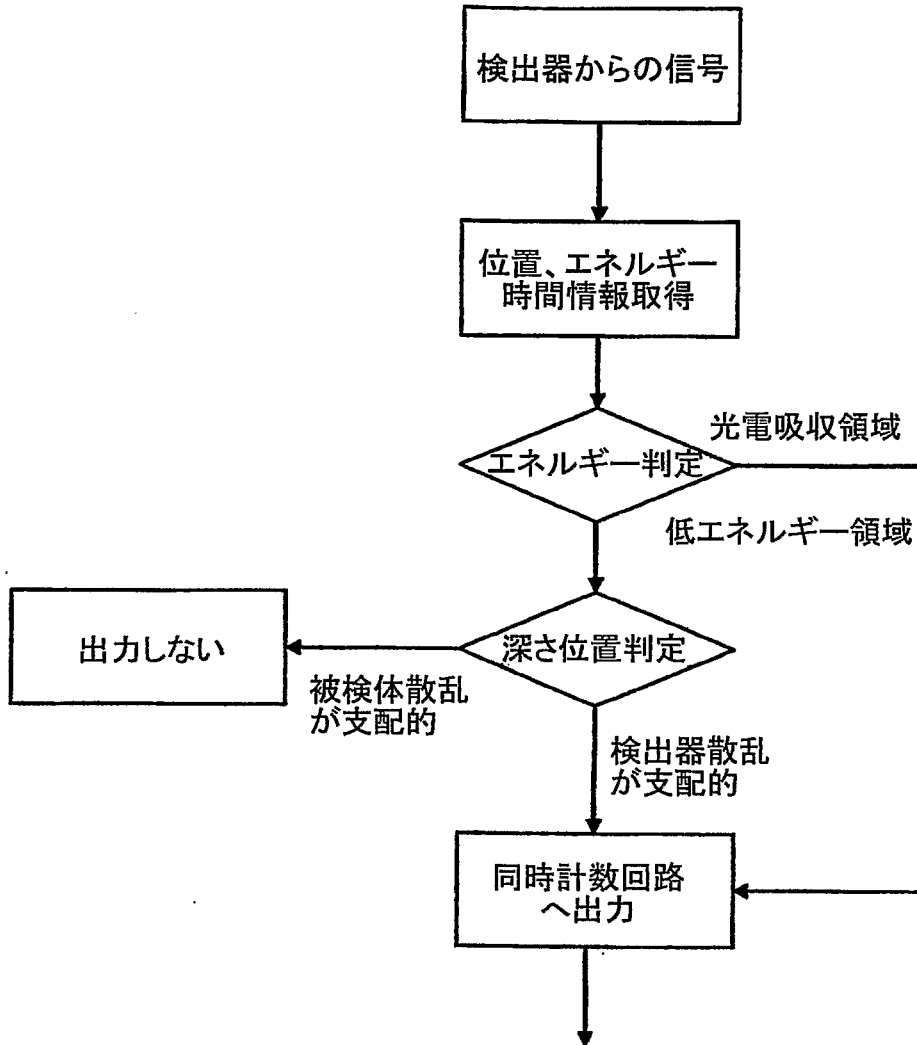 検出器からの信号
位置、エネルギー
時間情報取得
光電吸収領域
エネルギー判定
低エネルギー領域
出力しない
深さ位置判定
被検体散乱
が支配的
検出器散乱
が支配的
同時計数回路
へ出力